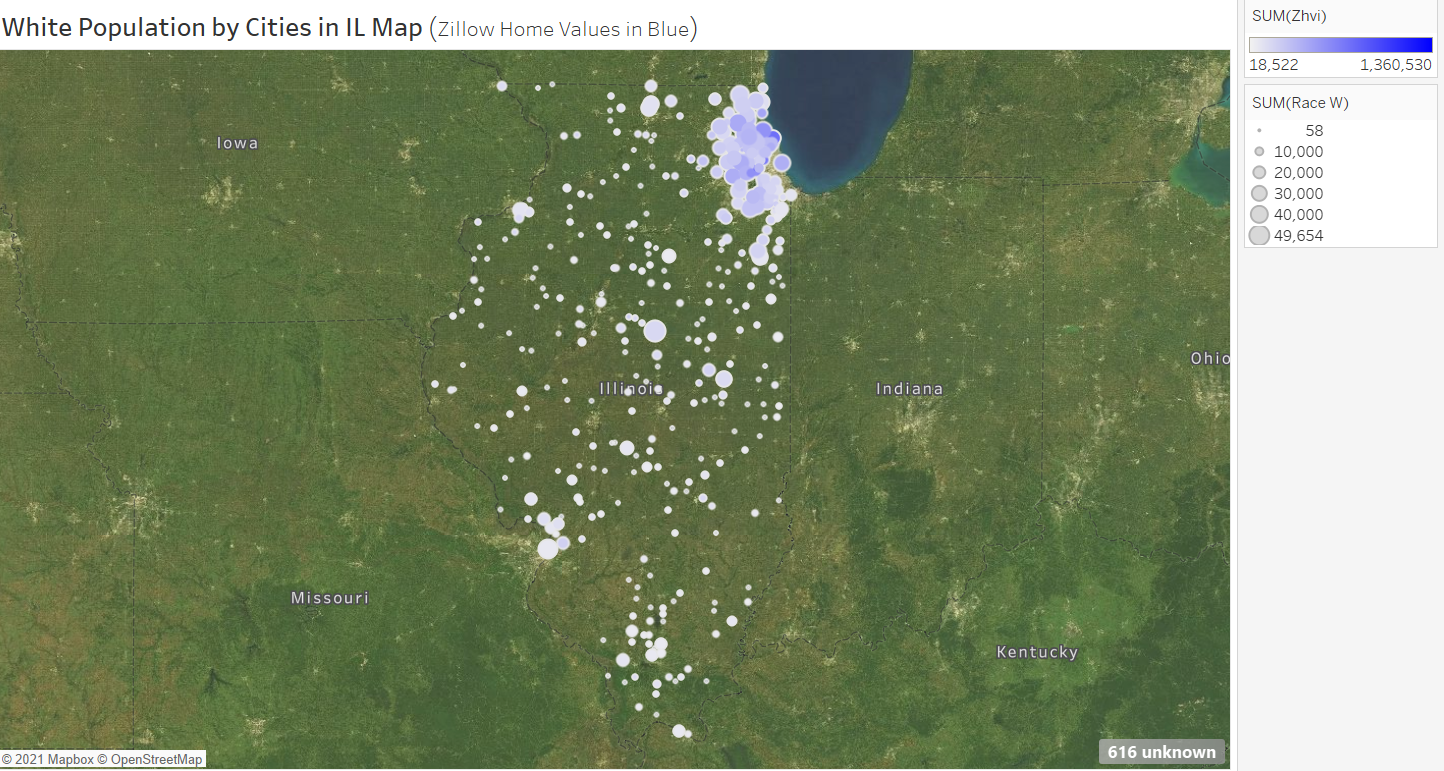 White Population by Cities in IL Map (Zillow Home Values in Blue)
SUM(Zhvi)
18,522 1,360,530
SUM(Race W)
58
10,000
20,000
30,000
40,000
49,654
Iowa
Ohio
Illinois
Indiana
Missouri
Kentucky
616 unknown
© 2021 Mapbox © OpenStreetMap